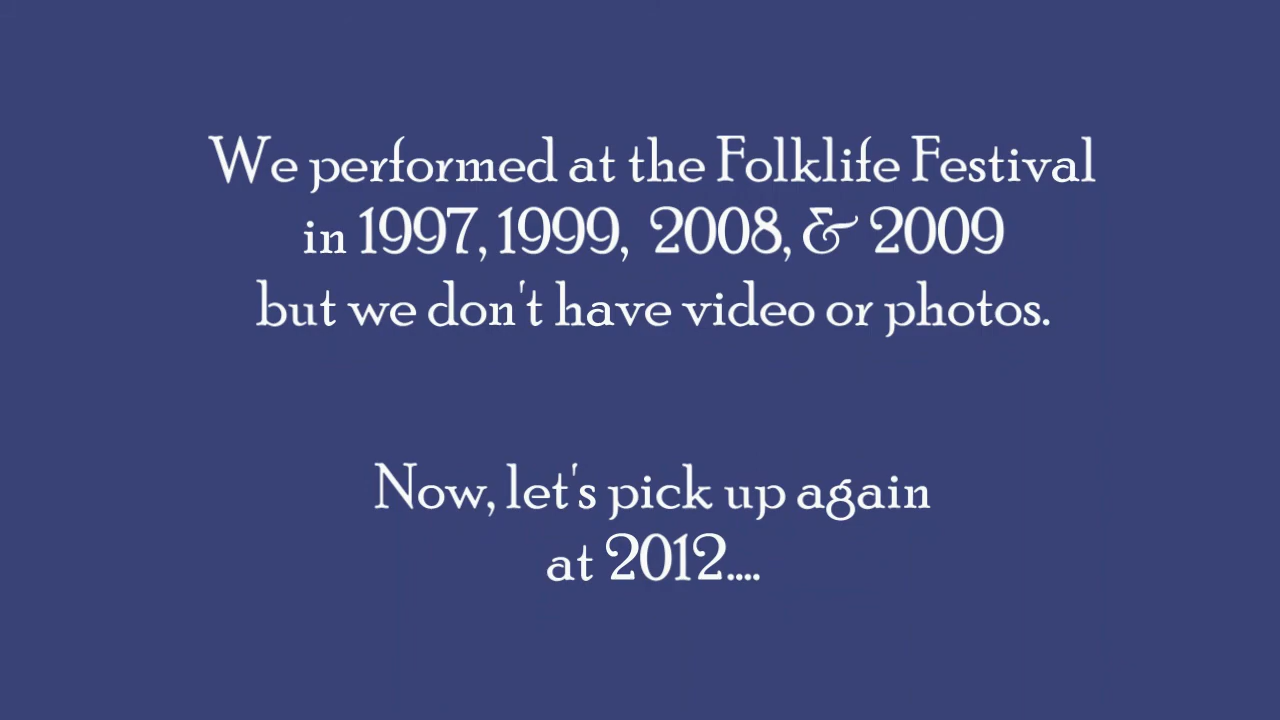 We performed at the Folklife Festival
in 1997, 1999, 2008, & 2009
but we don't have video or photos.
Now, let's pick up again
at 2012....